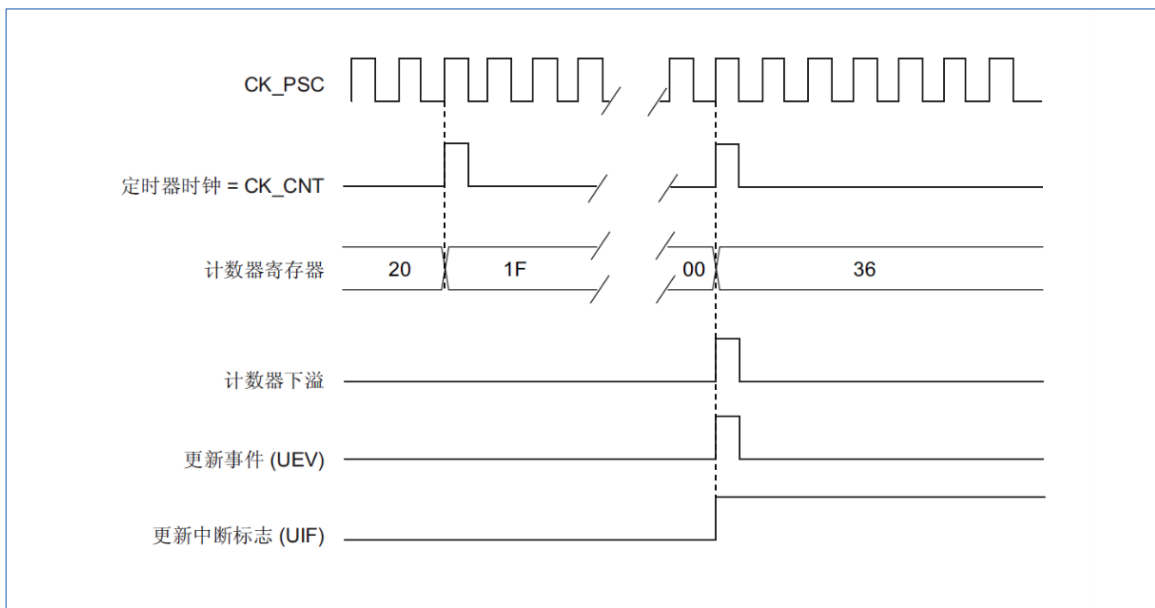 CK_PSC
定时器时钟 = CK_CNT
计数器寄存器
20
1F
00
36
计数器下溢
更新事件 (UEV)
更新中断标志 (UIF)